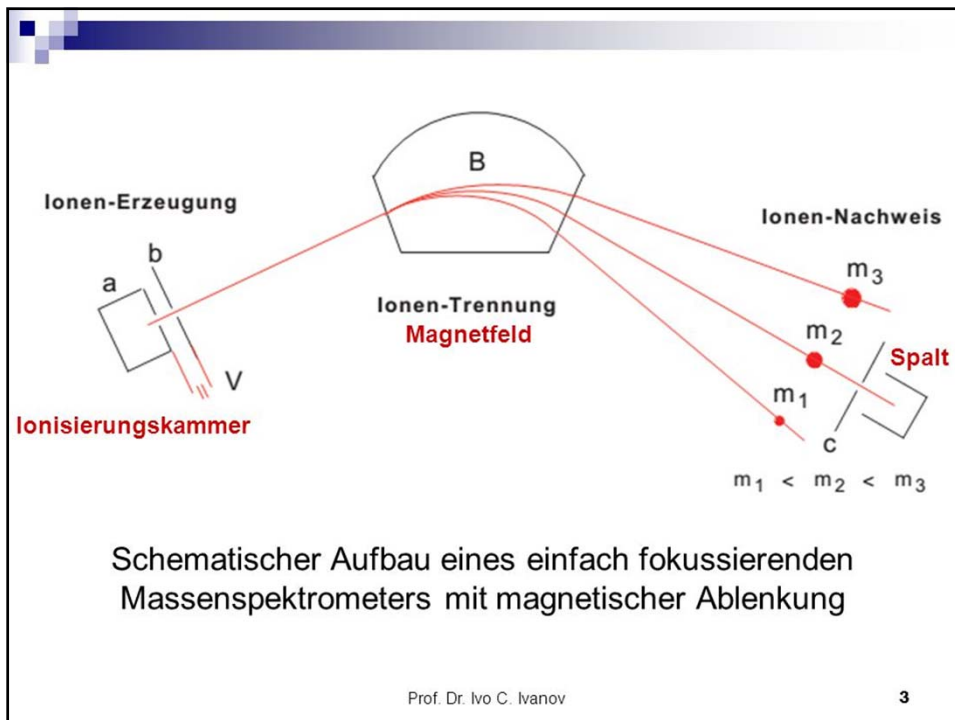 B
Ionen-Erzeugung
Ionen-Nachweis
b
a
m3
Ionen-Trennung
Magnetfeld
m2
Spalt
V
m1
Ionisierungskammer
c
m1 < m2 < m3
Schematischer Aufbau eines einfach fokussierenden
Massenspektrometers mit magnetischer Ablenkung
Prof. Dr. Ivo C. Ivanov
3